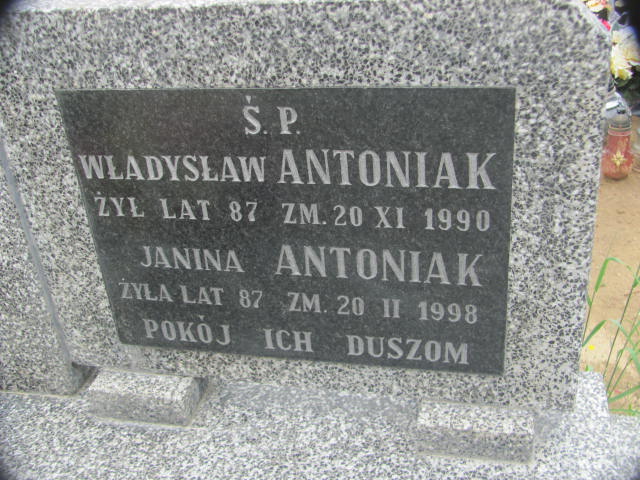 Ś. P.
WŁADYSŁAW ANTONIAK
ŻYŁ LAT 87 ZM. 20 XI 1990
JANINA ANTONIAK
ŻYŁA LAT 87 ZM. 20 II 1998
POKÓJ ICH DUSZOM